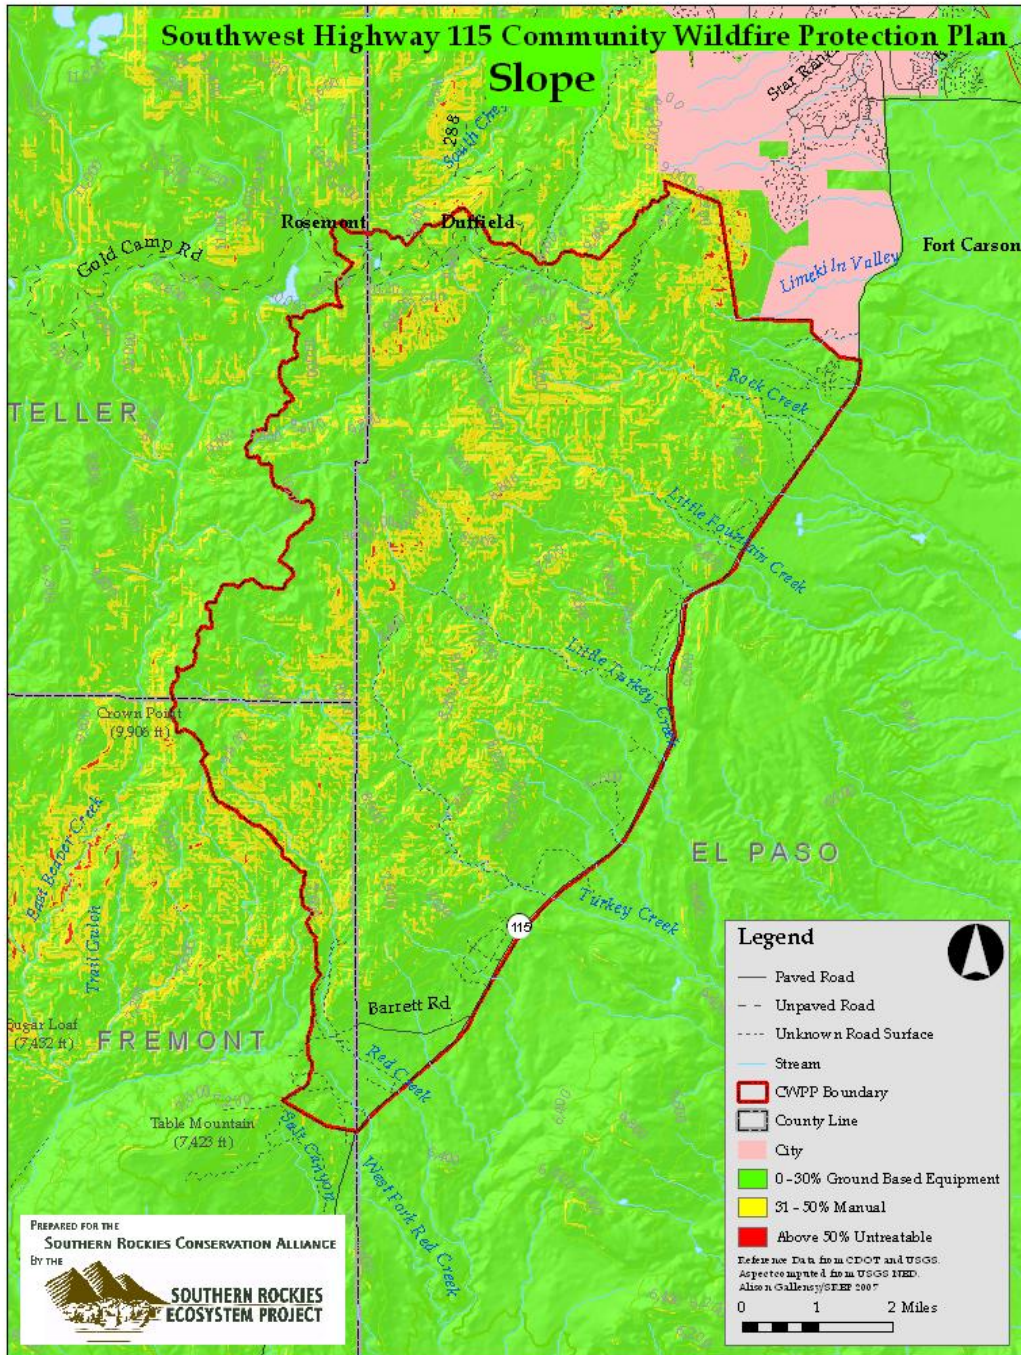 Southwest Highway 115 Community Wildfire Protection Plan
Slope
Star Ranch
288
South Che
Rosemont
Duffield
Gold Camp Rd
Fort Carson
Limekiln Valley
Rock Creek
TELLER
Little Fountain Creek
Little Turkey Creek
Crown Point
(9,906 ft)
East Beaver Creek
EL PASO
Turkey Creek
115
Trail Gulch
Barrett Rd
Sugar Loaf
(7,432 ft)
FREMONT
Red Creek
Table Mountain
(7,423 ft)
Salt Canyon
West Fork Red Creek
Legend
Paved Road
Unpaved Road
Unknown Road Surface
Stream
CWPP Boundary
County Line
City
0 - 30% Ground Based Equipment
31 - 50% Manual
Above 50% Untreatable
Reference Data from CDOT and USGS.
Aspect computed from USGS NED.
Alison Gallensy/SREP 2007
0 1 2 Miles
PREPARED FOR THE
SOUTHERN ROCKIES CONSERVATION ALLIANCE
BY THE
SOUTHERN ROCKIES
ECOSYSTEM PROJECT